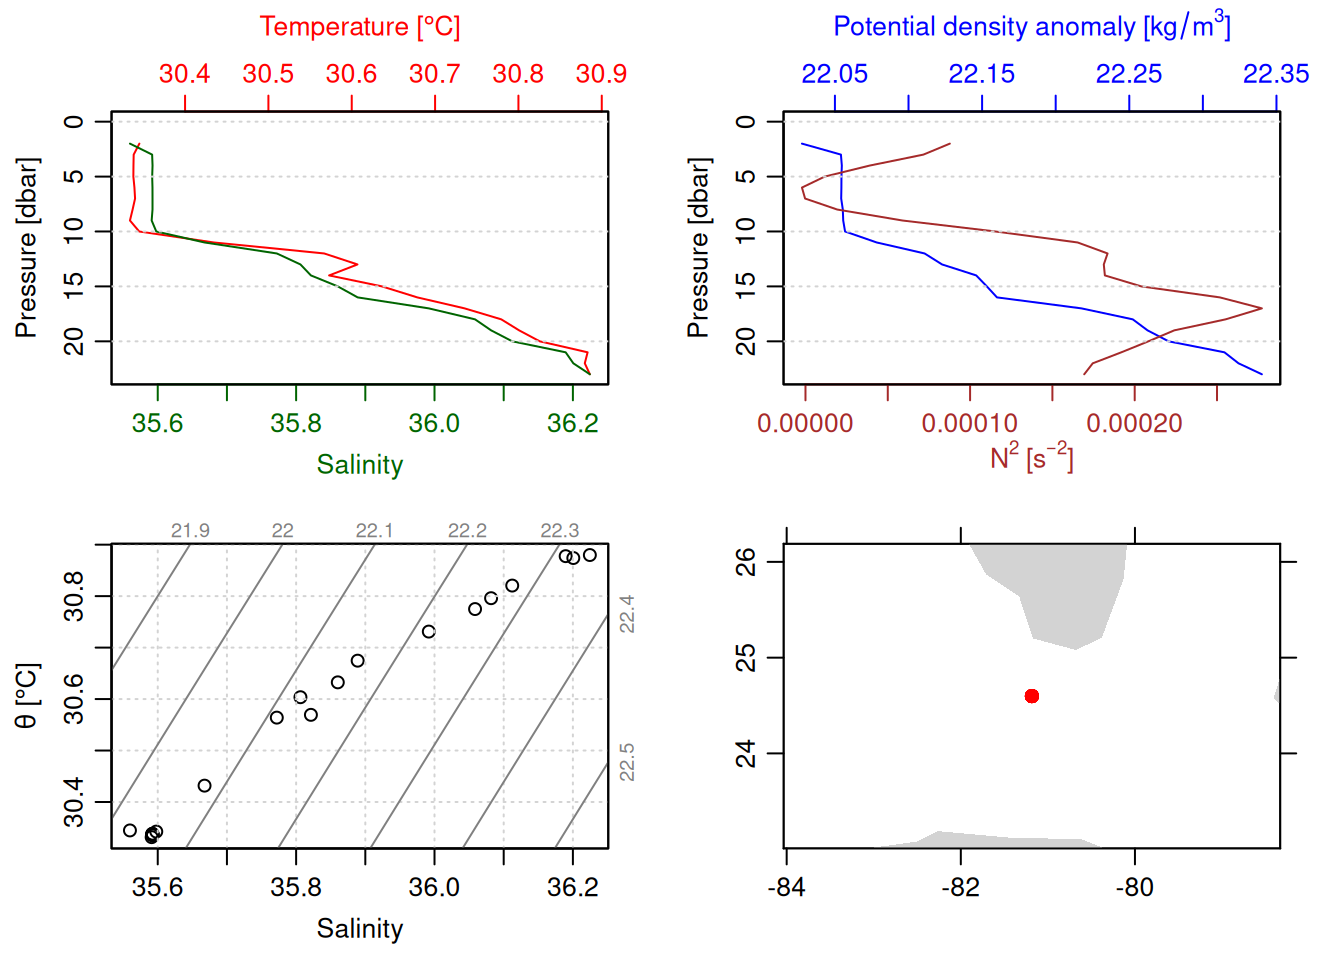 Temperature [°C]
30.4 30.5 30.6 30.7 30.8 30.9
Pressure [dbar]
0 5 10 15 20
35.6 35.8 36.0 36.2
Salinity
Potential density anomaly [kg/m³]
22.05 22.15 22.25 22.35
Pressure [dbar]
0 5 10 15 20
0.00000 0.00010 0.00020
N² [s⁻²]
21.9 22 22.1 22.2 22.3
22.4
22.5
θ [°C]
30.4 30.6 30.8
35.6 35.8 36.0 36.2
Salinity
26
25
24
-84 -82 -80